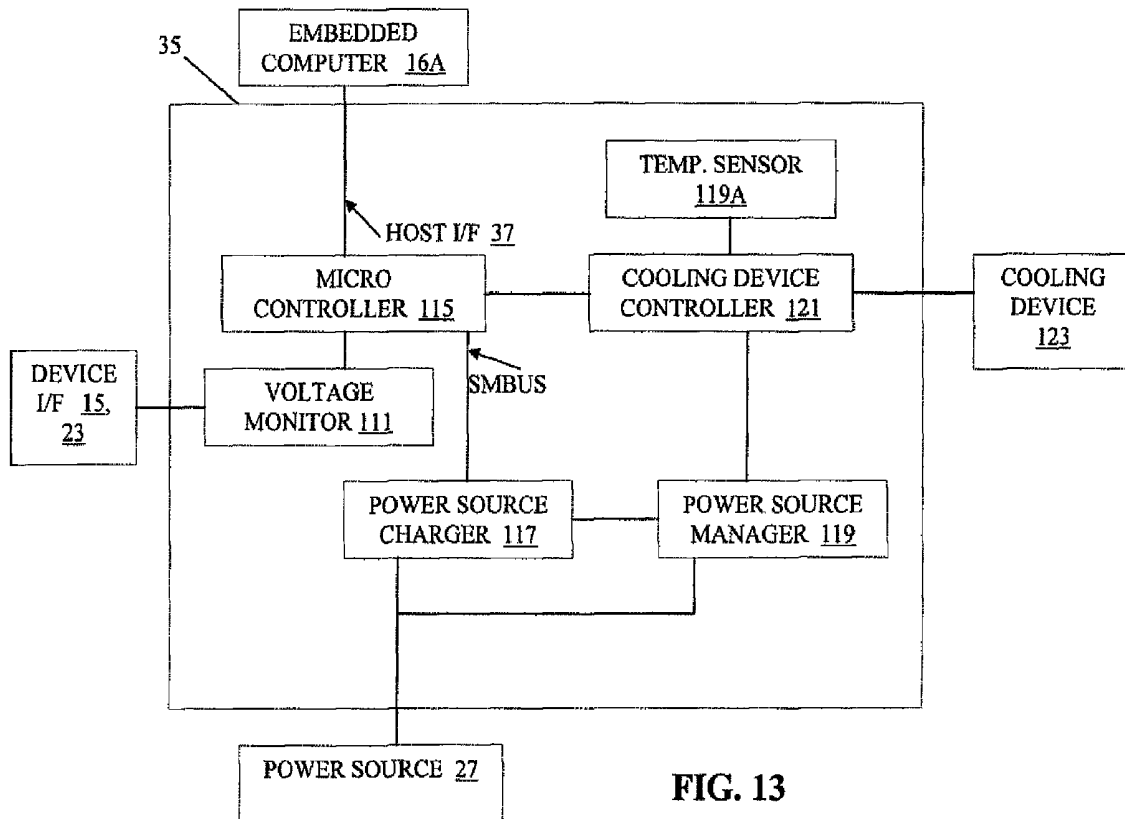 EMBEDDED
COMPUTER 16A
35
TEMP. SENSOR
119A
HOST I/F 37
MICRO
CONTROLLER 115
COOLING DEVICE
CONTROLLER 121
COOLING
DEVICE
123
DEVICE
I/F 15,
23
VOLTAGE
MONITOR 111
SMBUS
POWER SOURCE
CHARGER 117
POWER SOURCE
MANAGER 119
POWER SOURCE 27
FIG. 13